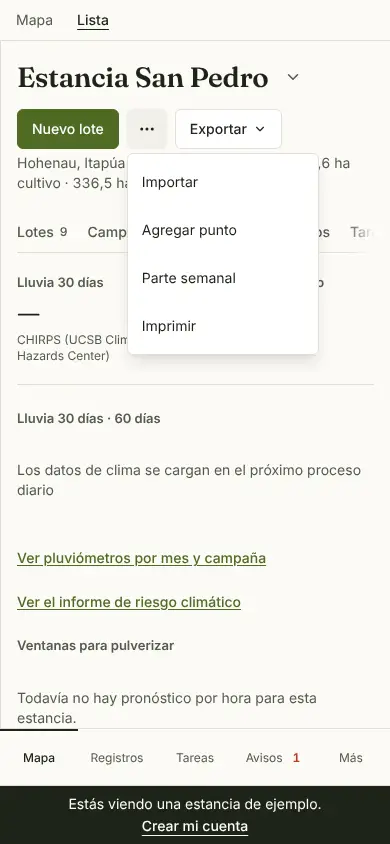 Mapa Lista
Estancia San Pedro
Nuevo lote ... Exportar
Hohenau, Itapúa ,6 ha
cultivo · 336,5 ha
Lotes 9 Camp os Tar
Importar
Agregar punto
Parte semanal
Imprimir
Lluvia 30 días
—
CHIRPS (UCSB Clim
Hazards Center)
Lluvia 30 días · 60 días
Los datos de clima se cargan en el próximo proceso
diario
Ver pluviómetros por mes y campaña
Ver el informe de riesgo climático
Ventanas para pulverizar
Todavía no hay pronóstico por hora para esta
estancia.
Mapa Registros Tareas Avisos 1 Más
Estás viendo una estancia de ejemplo.
Crear mi cuenta